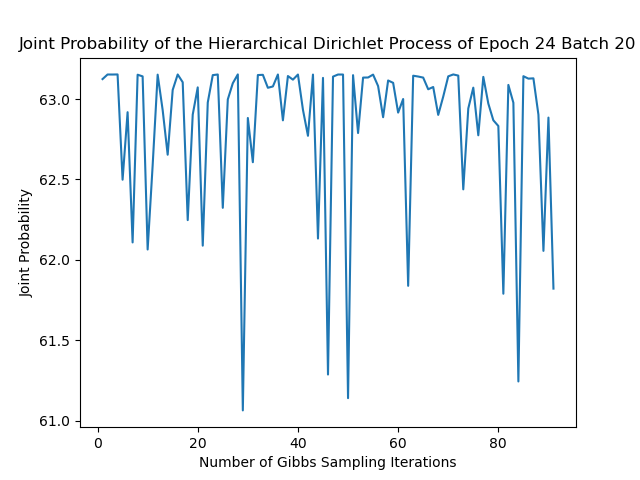 Joint Probability of the Hierarchical Dirichlet Process of Epoch 24 Batch 20
63.0
62.5
62.0
61.5
61.0
Joint Probability
0 20 40 60 80
Number of Gibbs Sampling Iterations